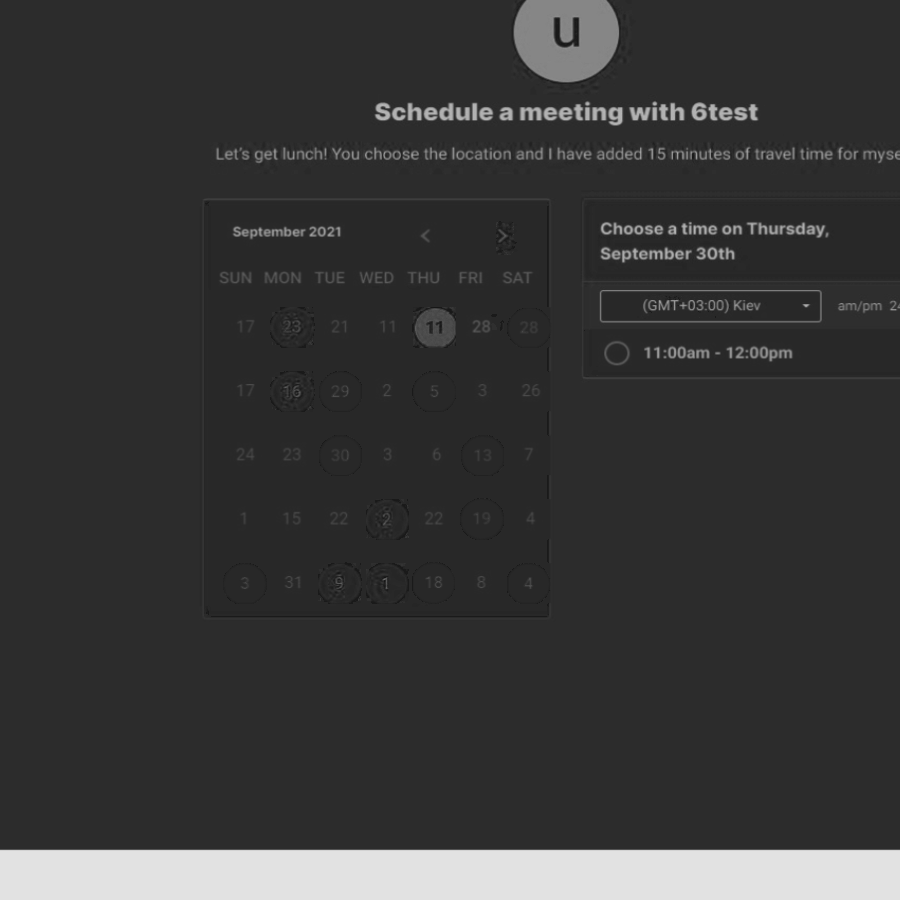 u
Schedule a meeting with 6test
Let's get lunch! You choose the location and I have added 15 minutes of travel time for myse
September 2021 < >
SUN MON TUE WED THU FRI SAT
17 23 21 11 11 28 28
17 16 29 2 5 3 26
24 23 30 3 6 13 7
1 15 22 2 22 19 4
3 31 9 1 18 8 4
Choose a time on Thursday,
September 30th
(GMT+03:00) Kiev am/pm 24
11:00am - 12:00pm